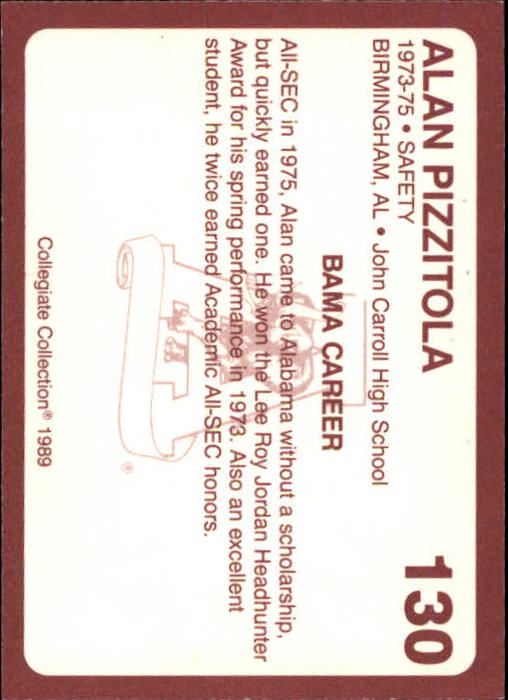 ALAN PIZZITOLA 130
1973-75 • SAFETY
BIRMINGHAM, AL • John Carroll High School
BAMA CAREER
All-SEC in 1975, Alan came to Alabama without a scholarship,
but quickly earned one. He won the Lee Roy Jordan Headhunter
Award for his spring performance in 1973. Also an excellent
student, he twice earned Academic All-SEC honors.
®
Collegiate Collection® 1989